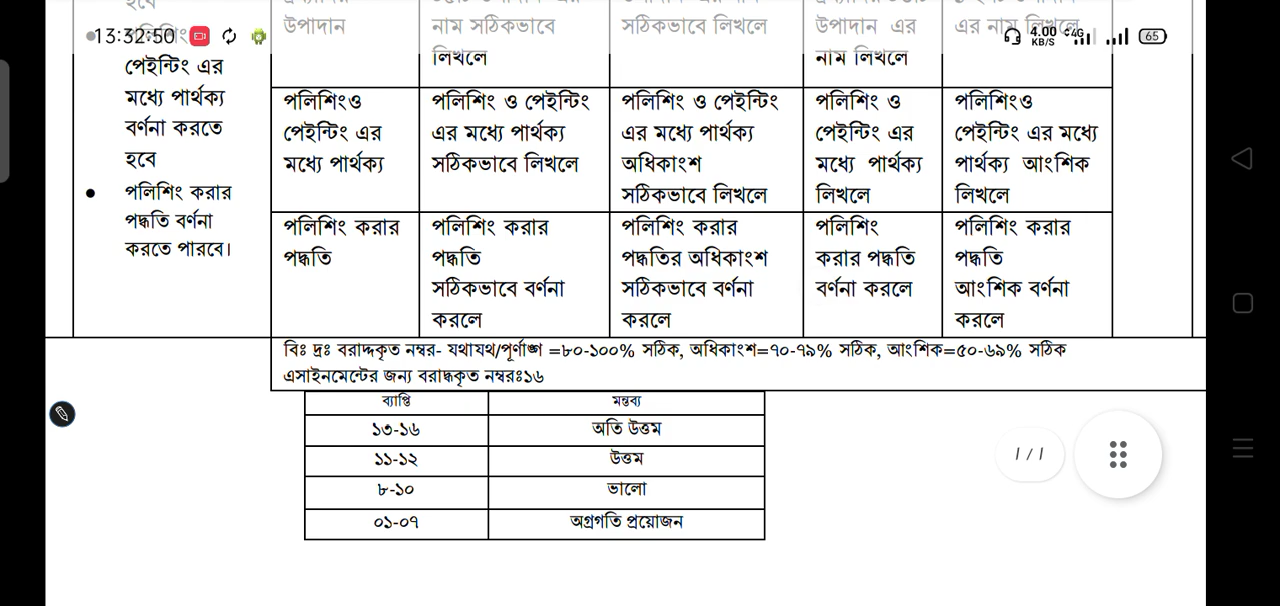 হবে
উপাদান
নাম সঠিকভাবে
লিখলে
সঠিকভাবে লিখলে
উপাদান এর
নাম লিখলে
এর নাম লিখলে
13:32:50
4.00
KB/S
4G
65
পলিশিং
পেইন্টিং এর
মধ্যে পার্থক্য
বর্ণনা করতে
হবে
● পলিশিং করার
পদ্ধতি বর্ণনা
করতে পারবে।
পলিশিংও
পেইন্টিং এর
মধ্যে পার্থক্য
পলিশিং ও পেইন্টিং
এর মধ্যে পার্থক্য
সঠিকভাবে লিখলে
পলিশিং ও পেইন্টিং
এর মধ্যে পার্থক্য
অধিকাংশ
সঠিকভাবে লিখলে
পলিশিং ও
পেইন্টিং এর
মধ্যে পার্থক্য
লিখলে
পলিশিংও
পেইন্টিং এর মধ্যে
পার্থক্য আংশিক
লিখলে
পলিশিং করার
পদ্ধতি
পলিশিং করার
পদ্ধতি
সঠিকভাবে বর্ণনা
করলে
পলিশিং করার
পদ্ধতির অধিকাংশ
সঠিকভাবে বর্ণনা
করলে
পলিশিং
করার পদ্ধতি
বর্ণনা করলে
পলিশিং করার
পদ্ধতি
আংশিক বর্ণনা
করলে
বিঃ দ্রঃ বরাদ্দকৃত নম্বর- যথাযথ/পূর্ণাঙ্গ =৮০-১০০% সঠিক, অধিকাংশ=৭০-৭৯% সঠিক, আংশিক=৫০-৬৯% সঠিক
এসাইনমেন্টের জন্য বরাদ্ধকৃত নম্বরঃ১৬
ব্যাপ্তি মন্তব্য
১৩-১৬ অতি উত্তম
১১-১২ উত্তম
৮-১০ ভালো
০১-০৭ অগ্রগতি প্রয়োজন
1/1